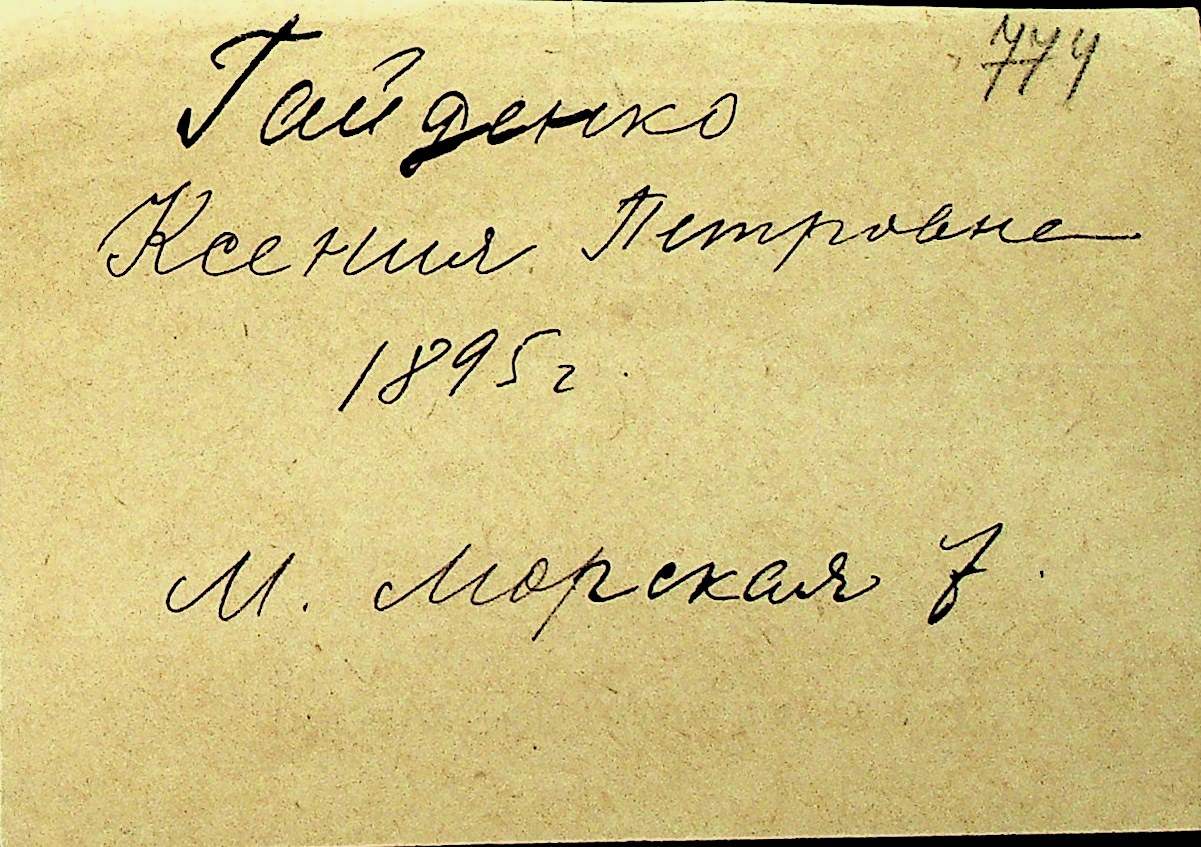 774
Гайденко
Ксения Петровна
1895г.
М. Морская 7.